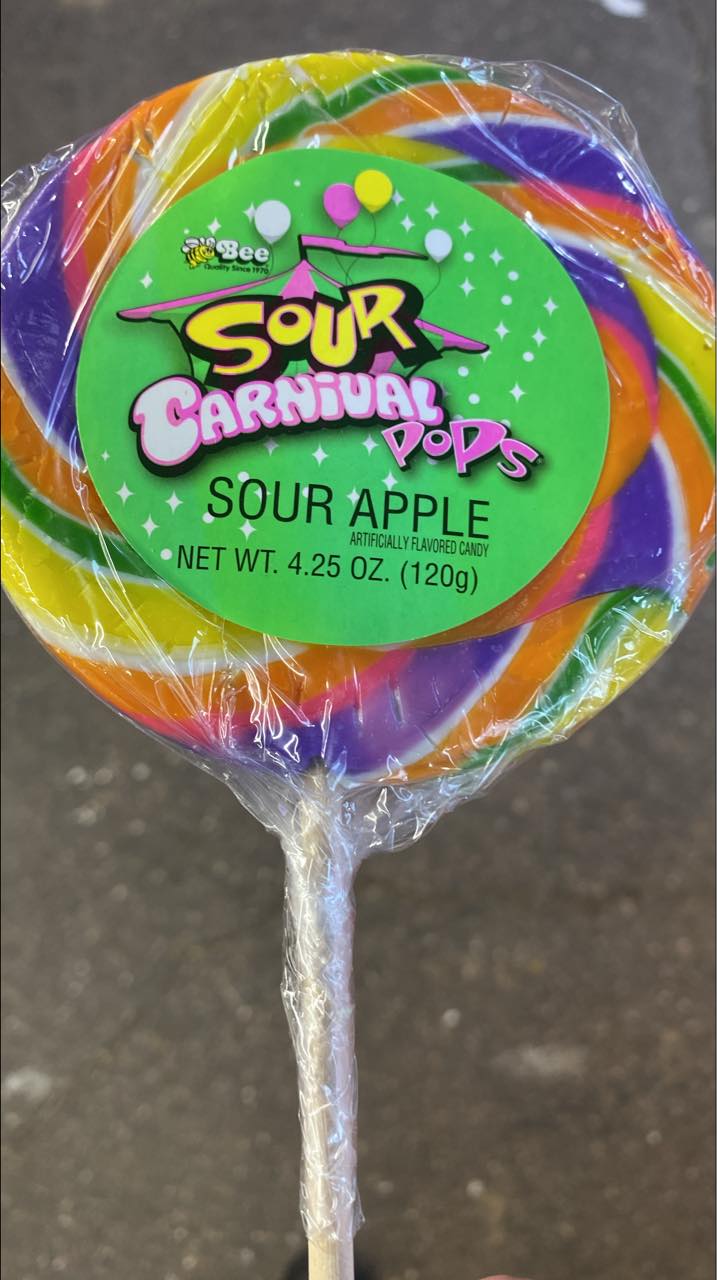 Bee
Quality Since 1970
SOUR
CARNiVAL
POPS
SOUR APPLE
ARTIFICIALLY FLAVORED CANDY
NET WT. 4.25 OZ. (120g)